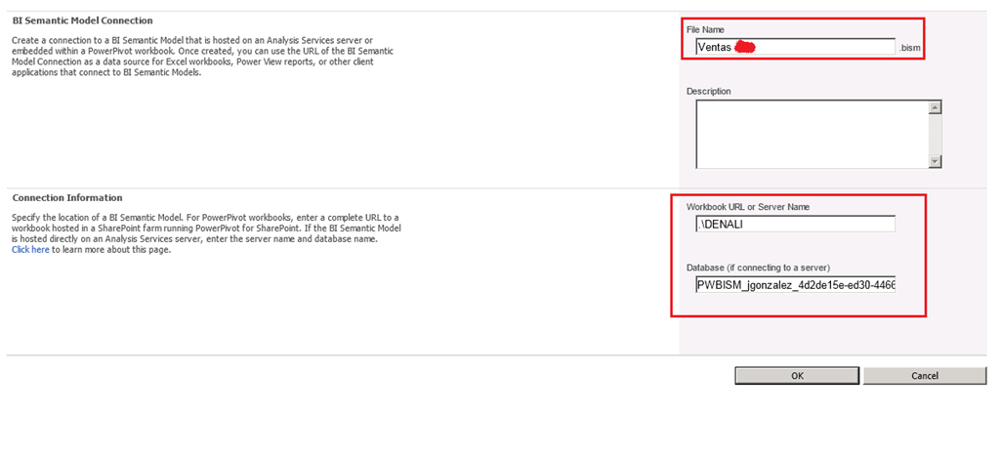 BI Semantic Model Connection
Create a connection to a BI Semantic Model that is hosted on an Analysis Services server or
embedded within a PowerPivot workbook. Once created, you can use the URL of the BI Semantic
Model Connection as a data source for Excel workbooks, Power View reports, or other client
applications that connect to BI Semantic Models.
File Name
Ventas .bism
Description
Connection Information
Specify the location of a BI Semantic Model. For PowerPivot workbooks, enter a complete URL to a
workbook hosted in a SharePoint farm running PowerPivot for SharePoint. If the BI Semantic Model
is hosted directly on an Analysis Services server, enter the server name and database name.
Click here to learn more about this page.
Workbook URL or Server Name
.\DENALI
Database (if connecting to a server)
PWBISM_jgonzalez_4d2de15e-ed30-4466
OK Cancel